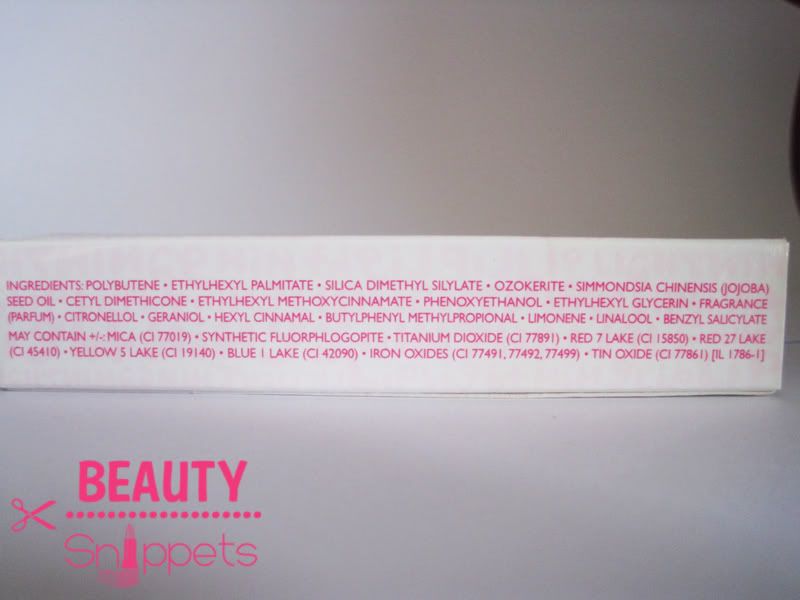 INGREDIENTS: POLYBUTENE • ETHYLHEXYL PALMITATE • SILICA DIMETHYL SILYLATE • OZOKERITE • SIMMONDSIA CHINENSIS (JOJOBA)
SEED OIL • CETYL DIMETHICONE • ETHYLHEXYL METHOXYCINNAMATE • PHENOXYETHANOL • ETHYLHEXYL GLYCERIN • FRAGRANCE
(PARFUM) • CITRONELLOL • GERANIOL • HEXYL CINNAMAL • BUTYLPHENYL METHYLPROPIONAL • LIMONENE • LINALOOL • BENZYL SALICYLATE
MAY CONTAIN +/-: MICA (CI 77019) • SYNTHETIC FLUORPHLOGOPITE • TITANIUM DIOXIDE (CI 77891) • RED 7 LAKE (CI 15850) • RED 27 LAKE
(CI 45410) • YELLOW 5 LAKE (CI 19140) • BLUE 1 LAKE (CI 42090) • IRON OXIDES (CI 77491, 77492, 77499) • TIN OXIDE (CI 77861) [IL 1786-1]
BEAUTY
Snippets